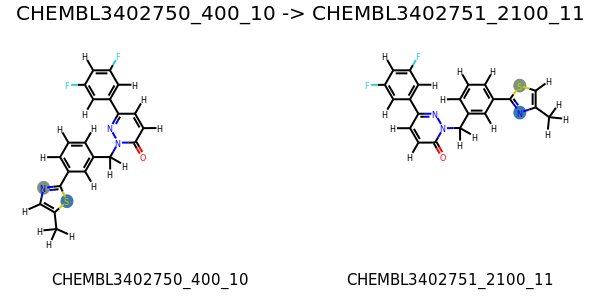 CHEMBL3402750_400_10 -> CHEMBL3402751_2100_11
H F H F
F H F H H H H
H H H H S H
H N H H N
H H N H N N H
H N O H H H H H
N H H H O
S
H
H H
H
CHEMBL3402750_400_10 CHEMBL3402751_2100_11